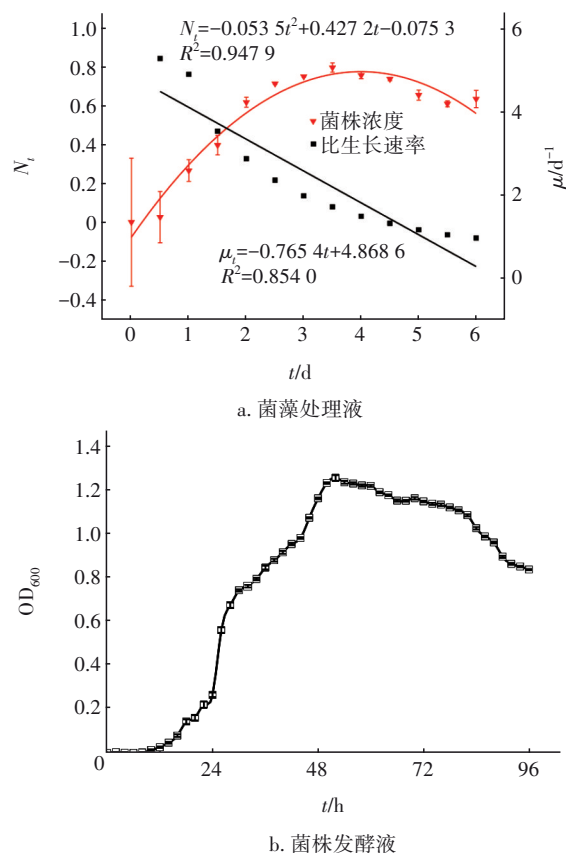 1.0
0.8
0.6
0.4
0.2
0
−0.2
−0.4
Nₜ
Nₜ=−0.053 5t²+0.427 2t−0.075 3
R²=0.947 9
菌株浓度
比生长速率
μₜ=−0.765 4t+4.868 6
R²=0.854 0
6
4
2
0
μ/d⁻¹
0 1 2 3 4 5 6
t/d
a. 菌藻处理液
1.4
1.2
1.0
0.8
0.6
0.4
0.2
0
OD₆₀₀
24 48 72 96
t/h
b. 菌株发酵液